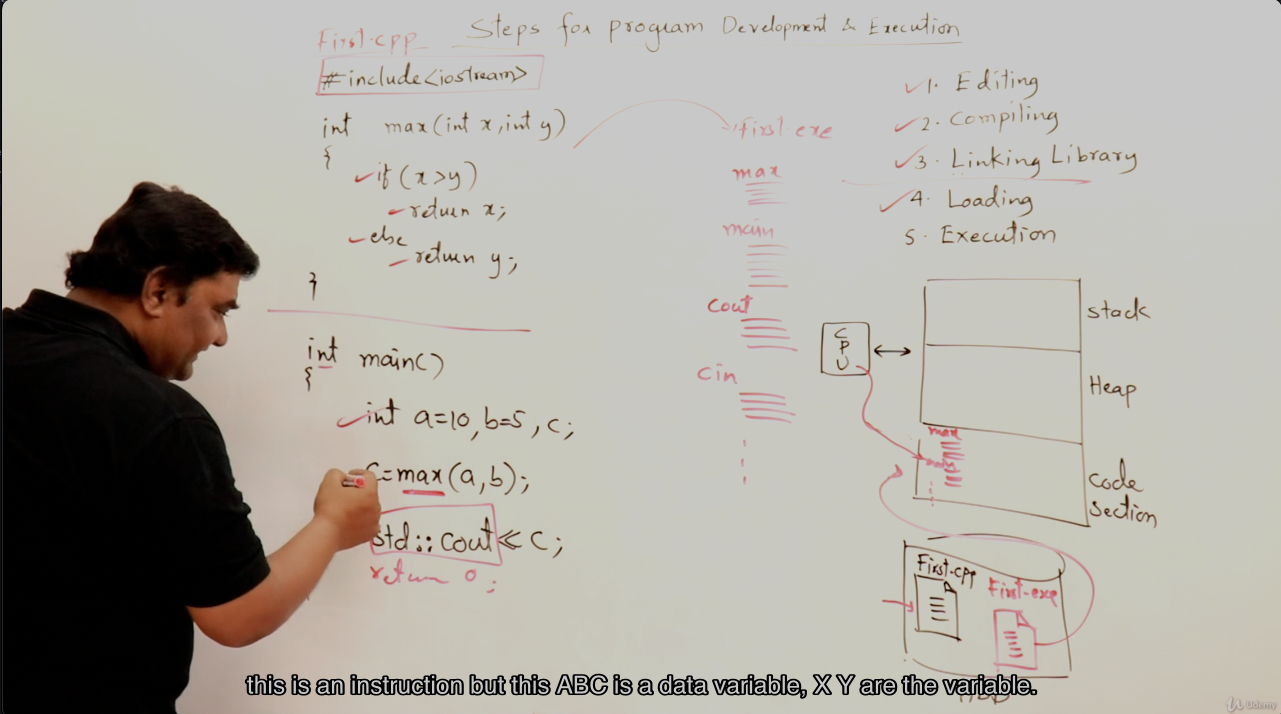 Steps for program Development & Execution
First.cpp
#include<iostream>
int max(int x, int y)
{
if (x>y)
return x;
else
return y;
}
int main()
{
int a=10, b=5, c;
c=max(a,b);
std::cout<<c;
return 0;
First.exe
max
main
cout
cin
1. Editing
2. Compiling
3. Linking Library
4. Loading
5. Execution
CPU
Stack
Heap
max
main
Code
Section
First.cpp
First.exe
this is an instruction but this ABC is a data variable, X Y are the variable.
Udemy